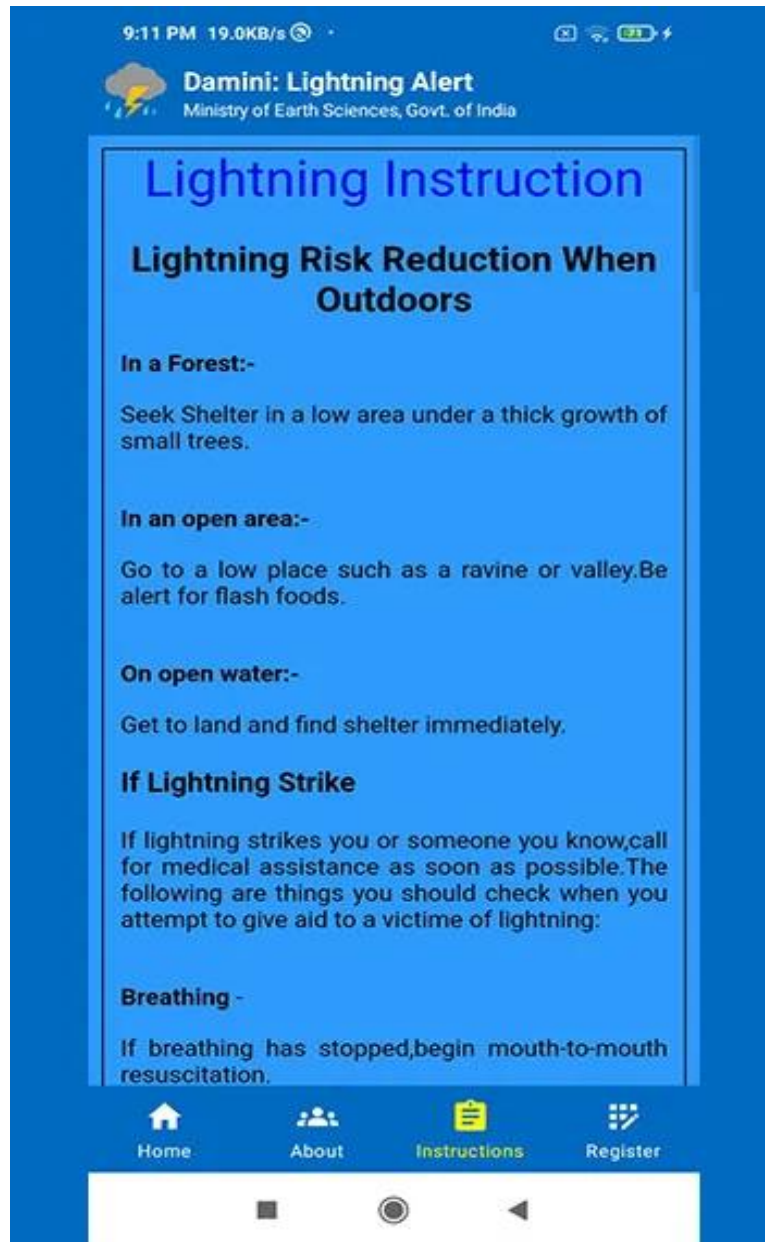 9:11 PM 19.0KB/s
71
Damini: Lightning Alert
Ministry of Earth Sciences, Govt. of India
Lightning Instruction
Lightning Risk Reduction When
Outdoors
In a Forest:-
Seek Shelter in a low area under a thick growth of
small trees.
In an open area:-
Go to a low place such as a ravine or valley.Be
alert for flash foods.
On open water:-
Get to land and find shelter immediately.
If Lightning Strike
If lightning strikes you or someone you know,call
for medical assistance as soon as possible.The
following are things you should check when you
attempt to give aid to a victime of lightning:
Breathing -
If breathing has stopped,begin mouth-to-mouth
resuscitation.
Home About Instructions Register